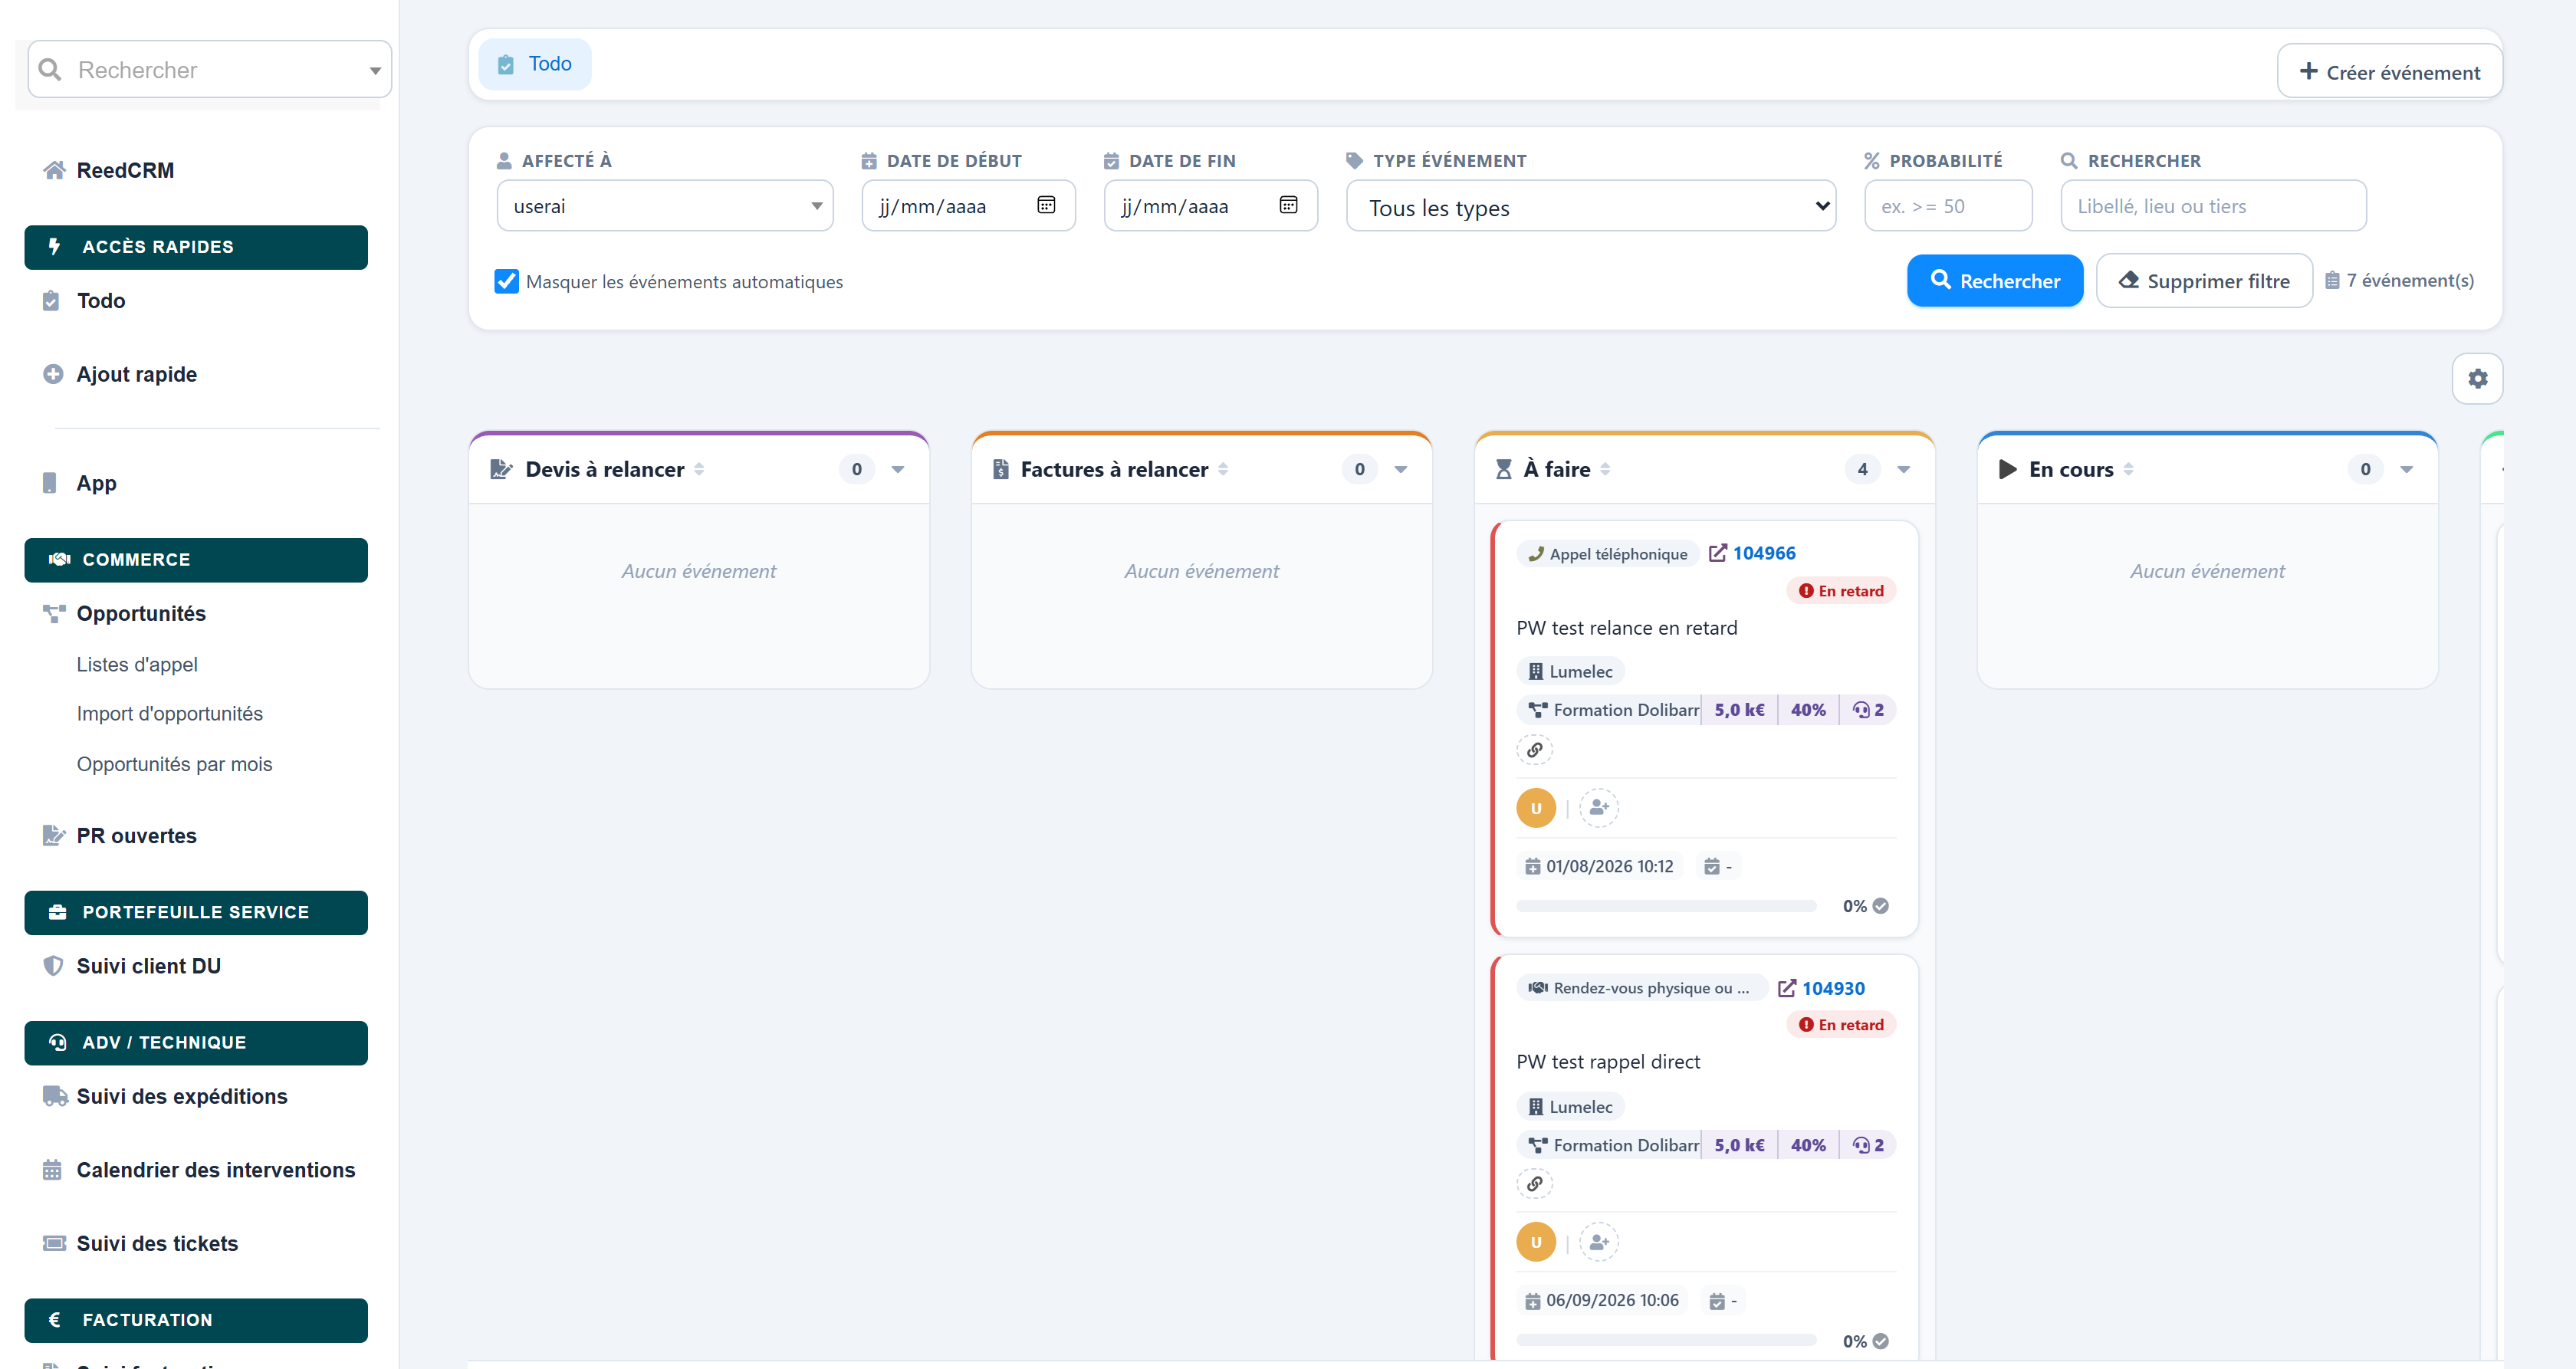 Rechercher
ReedCRM
ACCÈS RAPIDES
Todo
Ajout rapide
App
COMMERCE
Opportunités
Listes d'appel
Import d'opportunités
Opportunités par mois
PR ouvertes
PORTEFEUILLE SERVICE
Suivi client DU
ADV / TECHNIQUE
Suivi des expéditions
Calendrier des interventions
Suivi des tickets
€ FACTURATION
Todo
+ Créer événement
AFFECTÉ À
userai
DATE DE DÉBUT
jj/mm/aaaa
DATE DE FIN
jj/mm/aaaa
TYPE ÉVÉNEMENT
Tous les types
% PROBABILITÉ
ex. >= 50
RECHERCHER
Libellé, lieu ou tiers
Masquer les événements automatiques
Rechercher
Supprimer filtre
7 événement(s)
Devis à relancer 0
Aucun événement
Factures à relancer 0
Aucun événement
À faire 4
Appel téléphonique 104966
En retard
PW test relance en retard
Lumelec
Formation Dolibarr 5,0 k€ 40% 2
U
01/08/2026 10:12 -
0%
Rendez-vous physique ou ... 104930
En retard
PW test rappel direct
Lumelec
Formation Dolibarr 5,0 k€ 40% 2
U
06/09/2026 10:06 -
0%
En cours 0
Aucun événement